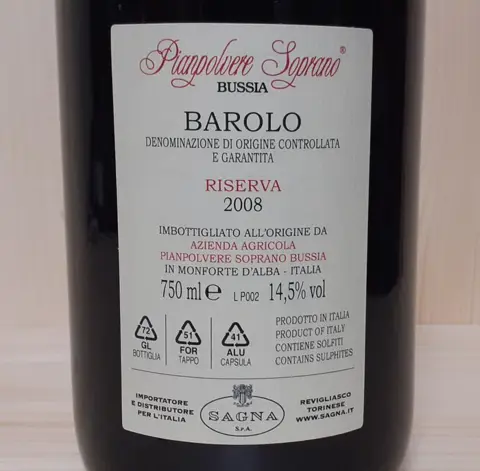 Pianpolvere Soprano®
BUSSIA
BAROLO
DENOMINAZIONE DI ORIGINE CONTROLLATA
E GARANTITA
RISERVA
2008
IMBOTTIGLIATO ALL'ORIGINE DA
AZIENDA AGRICOLA
PIANPOLVERE SOPRANO BUSSIA
IN MONFORTE D'ALBA - ITALIA
750 ml ℮ L P002 14,5% vol
72
GL
BOTTIGLIA
51
FOR
TAPPO
41
ALU
CAPSULA
PRODOTTO IN ITALIA
PRODUCT OF ITALY
CONTIENE SOLFITI
CONTAINS SULPHITES
IMPORTATORE
E DISTRIBUTORE
PER L'ITALIA
SAGNA
S.p.A.
REVIGLIASCO
TORINESE
WWW.SAGNA.IT